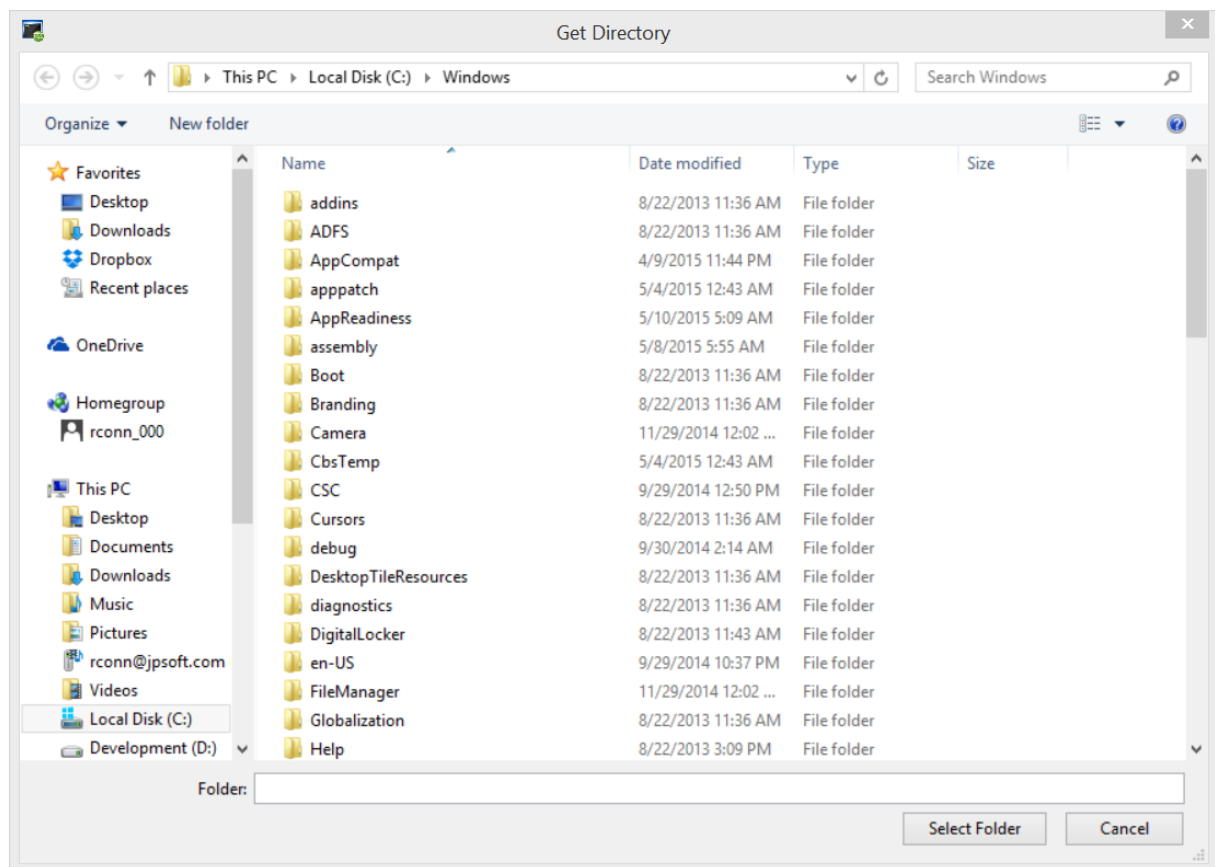 Get Directory
This PC Local Disk (C:) Windows
Search Windows
Organize New folder
Name Date modified Type Size
Favorites
Desktop
Downloads
Dropbox
Recent places
OneDrive
Homegroup
rconn_000
This PC
Desktop
Documents
Downloads
Music
Pictures
rconn@jpsoft.com
Videos
Local Disk (C:)
Development (D:)
addins 8/22/2013 11:36 AM File folder
ADFS 8/22/2013 11:36 AM File folder
AppCompat 4/9/2015 11:44 PM File folder
apppatch 5/4/2015 12:43 AM File folder
AppReadiness 5/10/2015 5:09 AM File folder
assembly 5/8/2015 5:55 AM File folder
Boot 8/22/2013 11:36 AM File folder
Branding 8/22/2013 11:36 AM File folder
Camera 11/29/2014 12:02 ... File folder
CbsTemp 5/4/2015 12:43 AM File folder
CSC 9/29/2014 12:50 PM File folder
Cursors 8/22/2013 11:36 AM File folder
debug 9/30/2014 2:14 AM File folder
DesktopTileResources 8/22/2013 11:36 AM File folder
diagnostics 8/22/2013 11:36 AM File folder
DigitalLocker 8/22/2013 11:43 AM File folder
en-US 9/29/2014 10:37 PM File folder
FileManager 11/29/2014 12:02 ... File folder
Globalization 8/22/2013 11:36 AM File folder
Help 8/22/2013 3:09 PM File folder
Folder:
Select Folder Cancel